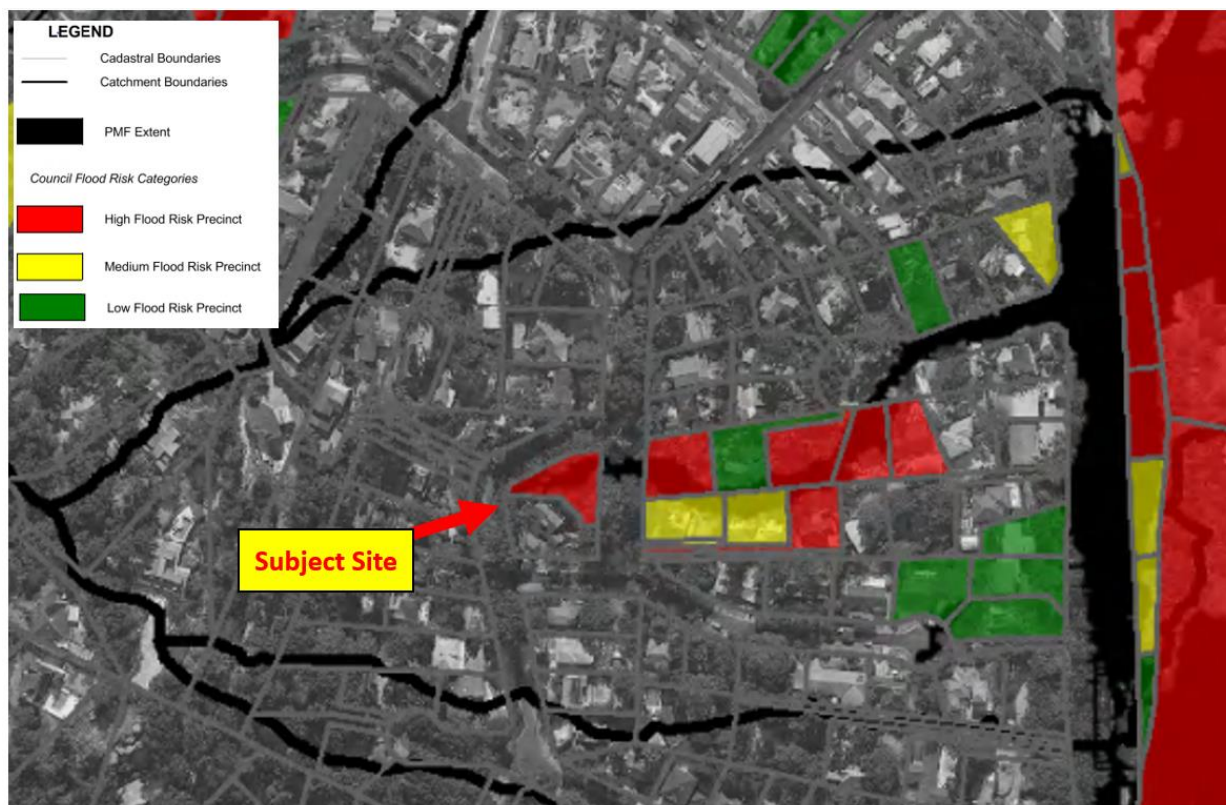 LEGEND
Cadastral Boundaries
Catchment Boundaries
PMF Extent
Council Flood Risk Categories
High Flood Risk Precinct
Medium Flood Risk Precinct
Low Flood Risk Precinct
Subject Site